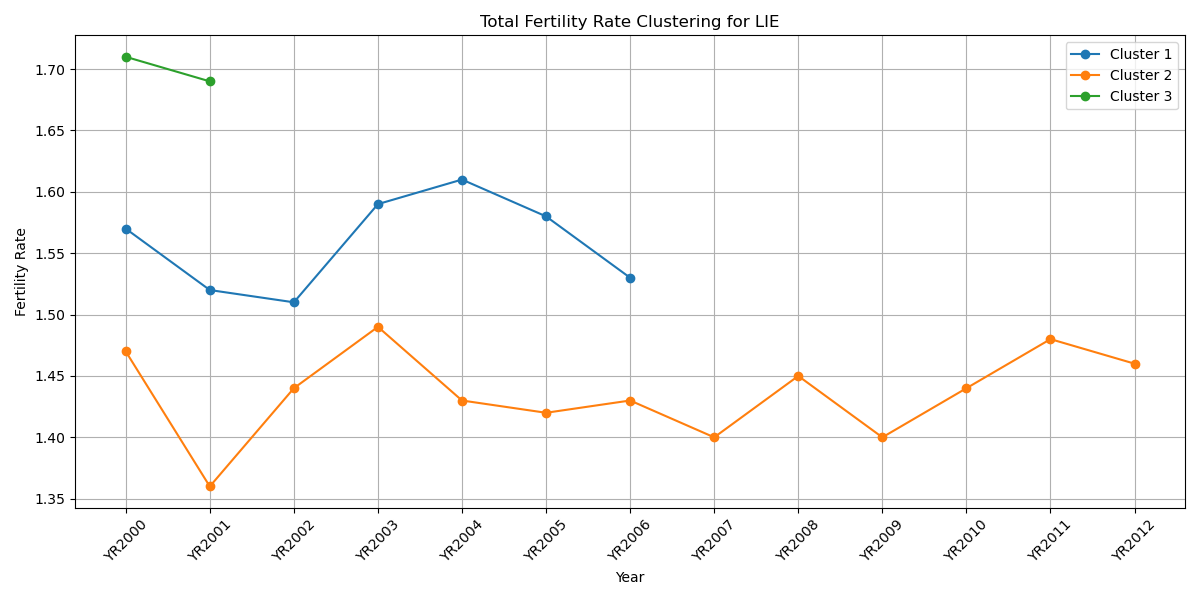 Total Fertility Rate Clustering for LIE
Cluster 1
Cluster 2
Cluster 3
Fertility Rate
1.70
1.65
1.60
1.55
1.50
1.45
1.40
1.35
YR2000
YR2001
YR2002
YR2003
YR2004
YR2005
YR2006
YR2007
YR2008
YR2009
YR2010
YR2011
YR2012
Year